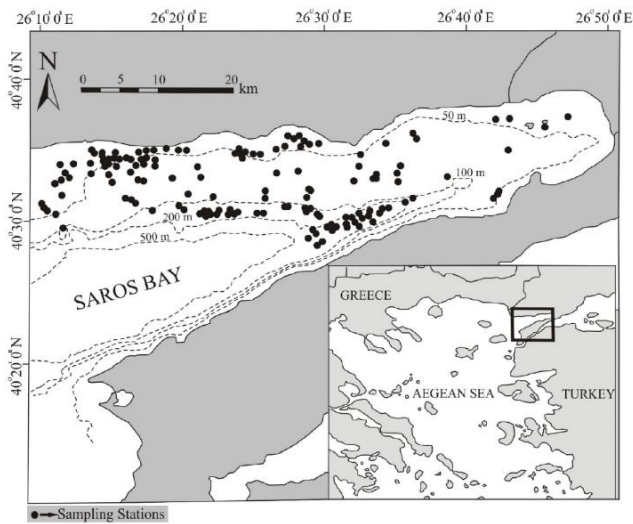 26°10'0"E 26°20'0"E 26°30'0"E 26°40'0"E 26°50'0"E
40°40'0"N
40°30'0"N
40°20'0"N
N
0 5 10 20
km
50 m
100 m
200 m
500 m
SAROS BAY
GREECE
AEGEAN SEA
TURKEY
Sampling Stations